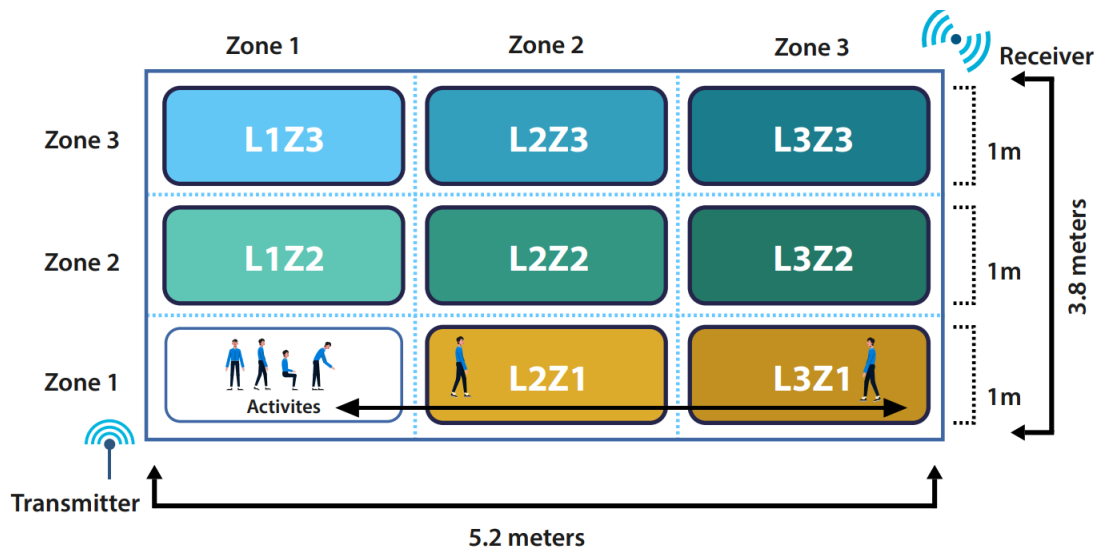 Zone 1
Zone 2
Zone 3
Receiver
Zone 3
L1Z3
L2Z3
L3Z3
1m
Zone 2
L1Z2
L2Z2
L3Z2
1m
3.8 meters
Zone 1
L2Z1
L3Z1
1m
Activites
Transmitter
5.2 meters